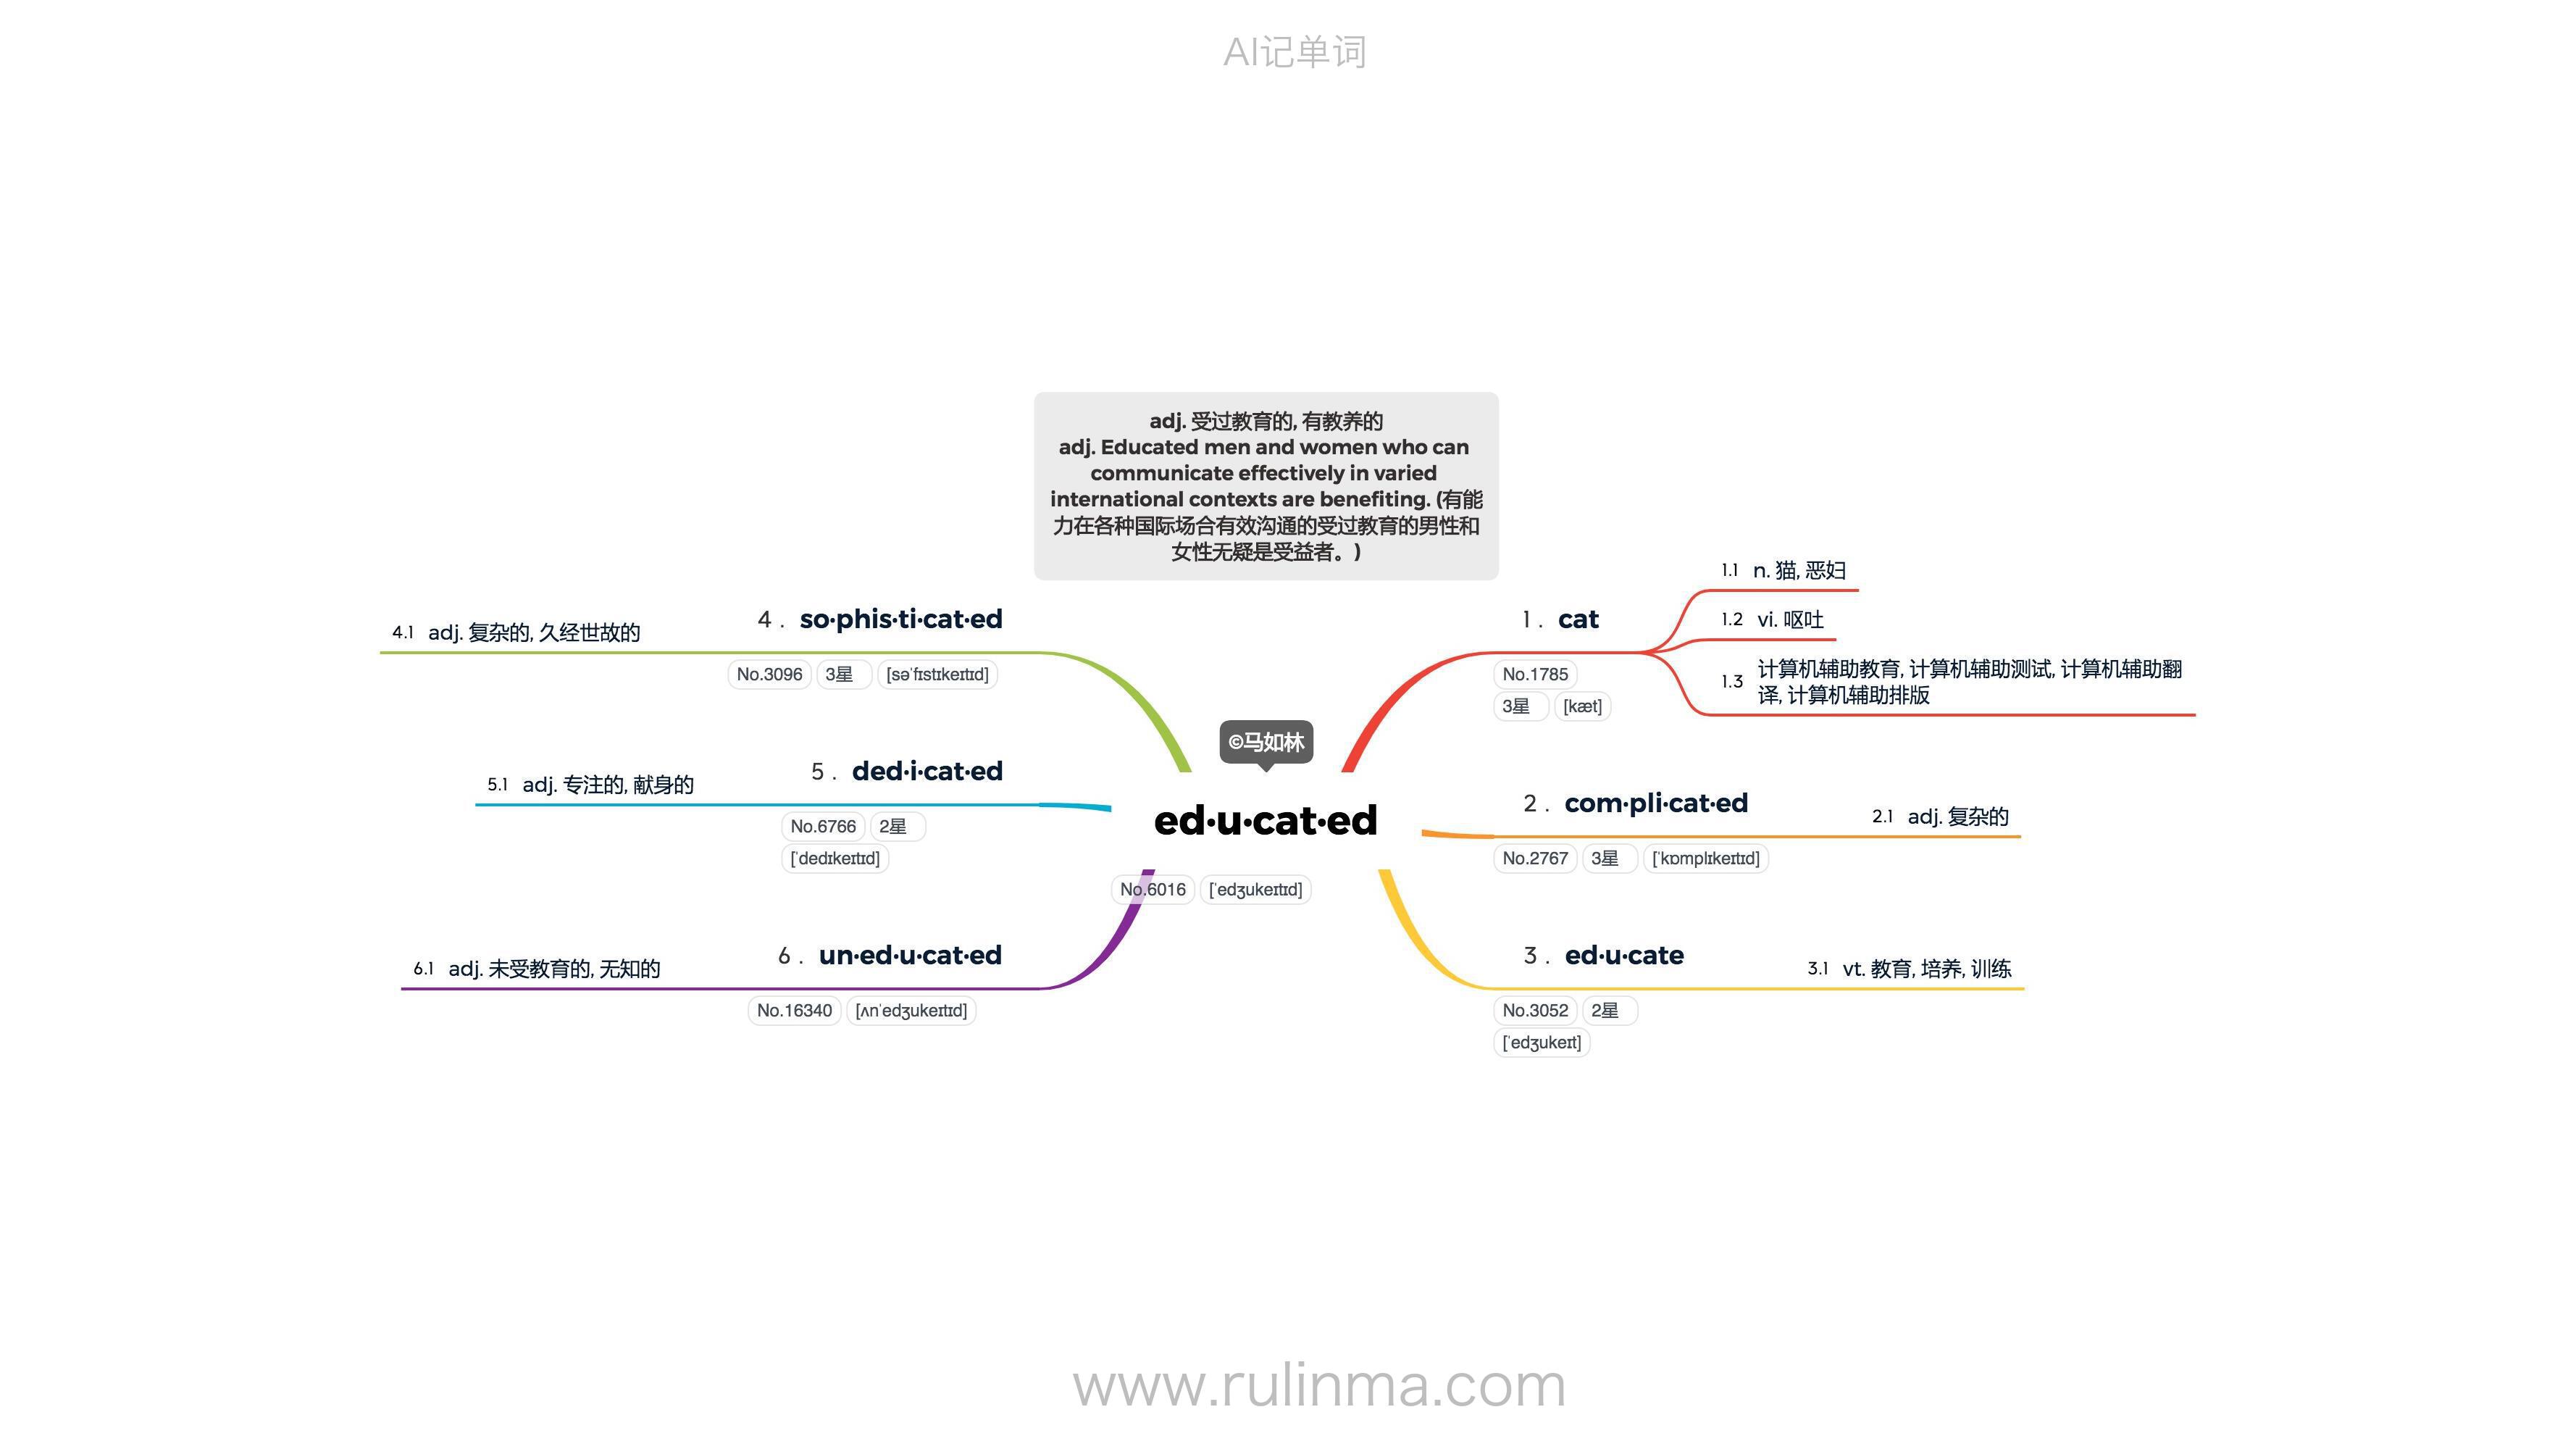 AI记单词
adj. 受过教育的, 有教养的
adj. Educated men and women who can
communicate effectively in varied
international contexts are benefiting. (有能
力在各种国际场合有效沟通的受过教育的男性和
女性无疑是受益者。)
©马如林
ed·u·cat·ed
No.6016 [ˈedʒukeɪtɪd]
1 . cat
No.1785
3星 [kæt]
1.1 n. 猫, 恶妇
1.2 vi. 呕吐
1.3 计算机辅助教育, 计算机辅助测试, 计算机辅助翻
译, 计算机辅助排版
2 . com·pli·cat·ed
No.2767 3星 [ˈkɒmplɪkeɪtɪd]
2.1 adj. 复杂的
3 . ed·u·cate
No.3052 2星
[ˈedʒukeɪt]
3.1 vt. 教育, 培养, 训练
4 . so·phis·ti·cat·ed
No.3096 3星 [səˈfɪstɪkeɪtɪd]
4.1 adj. 复杂的, 久经世故的
5 . ded·i·cat·ed
No.6766 2星
[ˈdedɪkeɪtɪd]
5.1 adj. 专注的, 献身的
6 . un·ed·u·cat·ed
No.16340 [ʌnˈedʒukeɪtɪd]
6.1 adj. 未受教育的, 无知的
www.rulinma.com